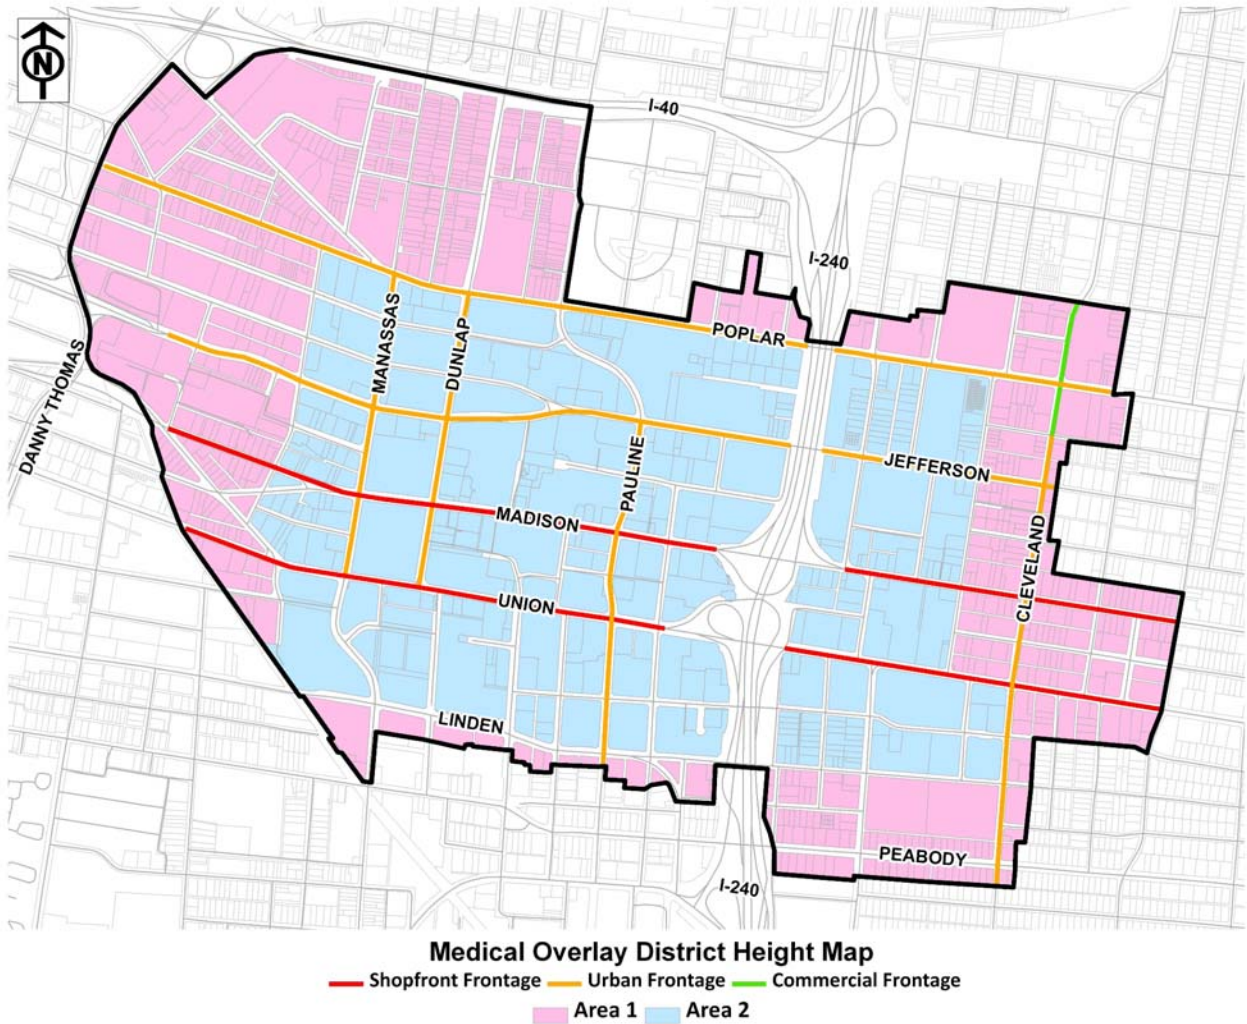 N
I-40
I-240
POPLAR
MANASSAS
DUNLAP
DANNY THOMAS
PAULINE
JEFFERSON
MADISON
CLEVELAND
UNION
LINDEN
PEABODY
I-240
Medical Overlay District Height Map
Shopfront Frontage Urban Frontage Commercial Frontage
Area 1 Area 2